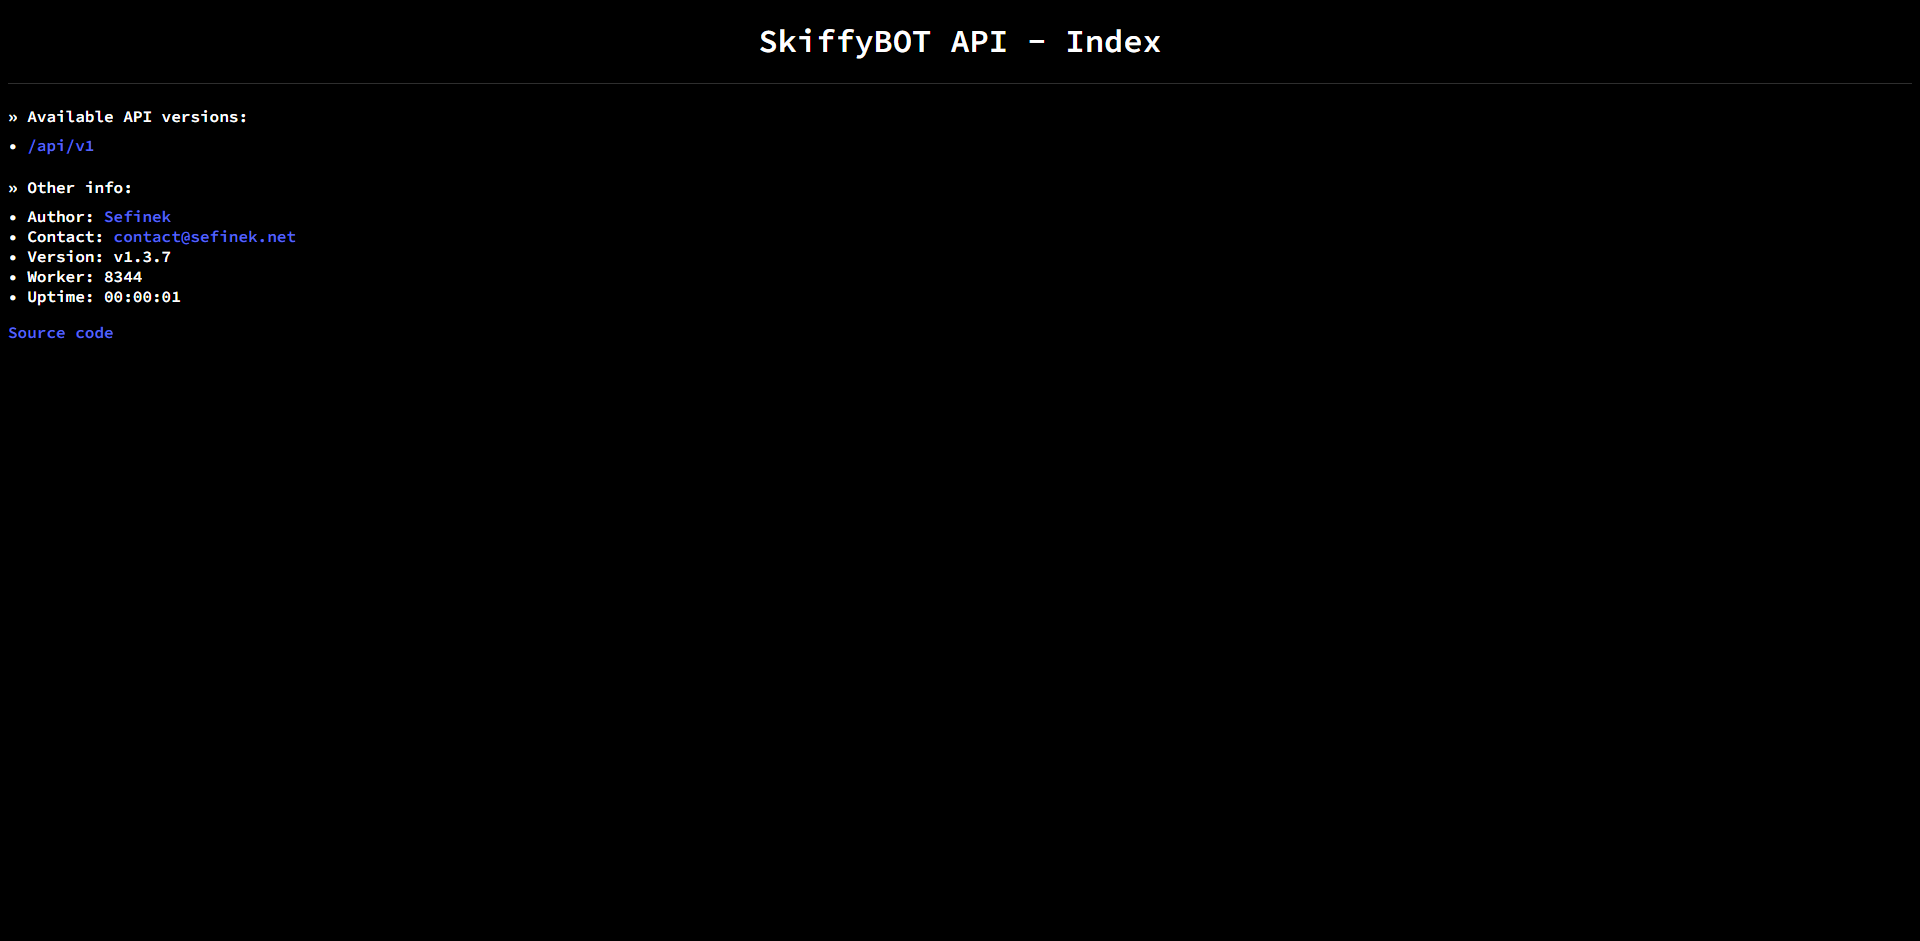 SkiffyBOT API - Index
» Available API versions:
• /api/v1
» Other info:
• Author: Sefinek
• Contact: contact@sefinek.net
• Version: v1.3.7
• Worker: 8344
• Uptime: 00:00:01
Source code